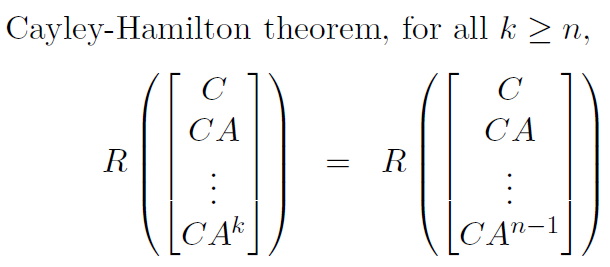 Cayley-Hamilton theorem, for all k ≥ n,
R ( [ C ; CA ; ⋮ ; CA^k ] ) = R ( [ C ; CA ; ⋮ ; CA^{n−1} ] )